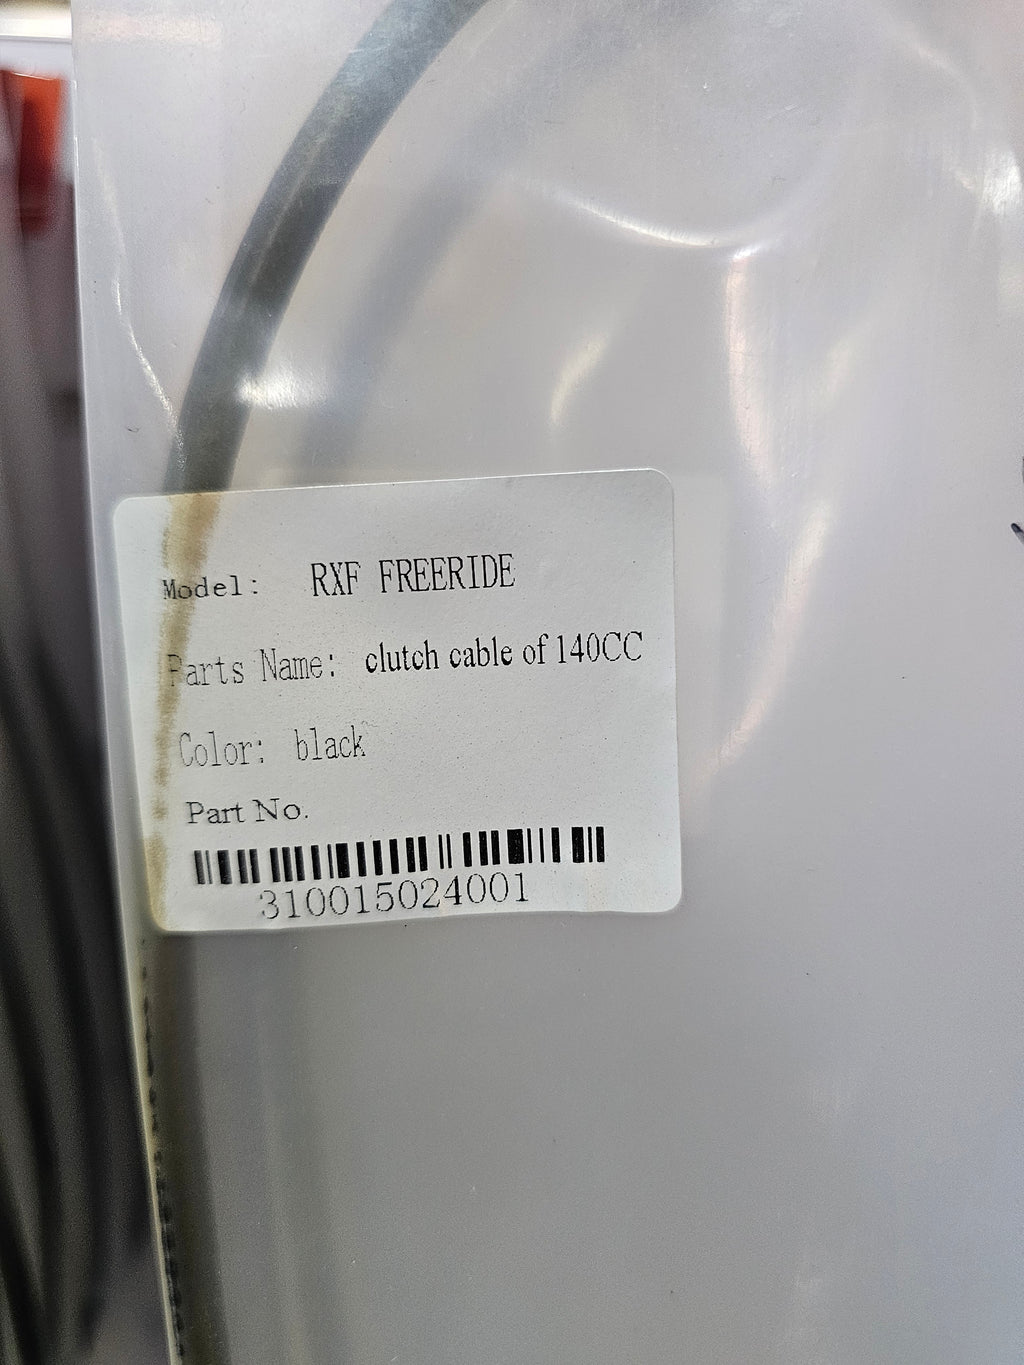 Model: RXF FREERIDE
Parts Name: clutch cable of 140CC
Color: black
Part No.
310015024001